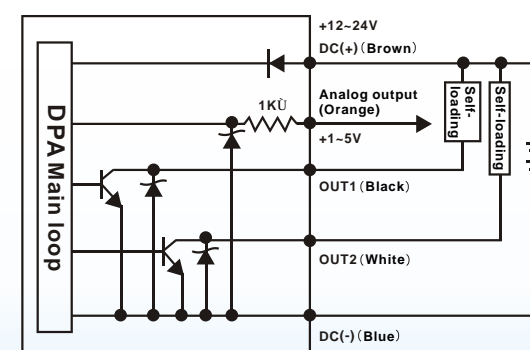 +12~24V
DC(+)(Brown)
DPA Main loop
1KÙ
Analog output
(Orange)
+1~5V
Self-
loading
Self-loading
OUT1(Black)
OUT2(White)
DC(-)(Blue)